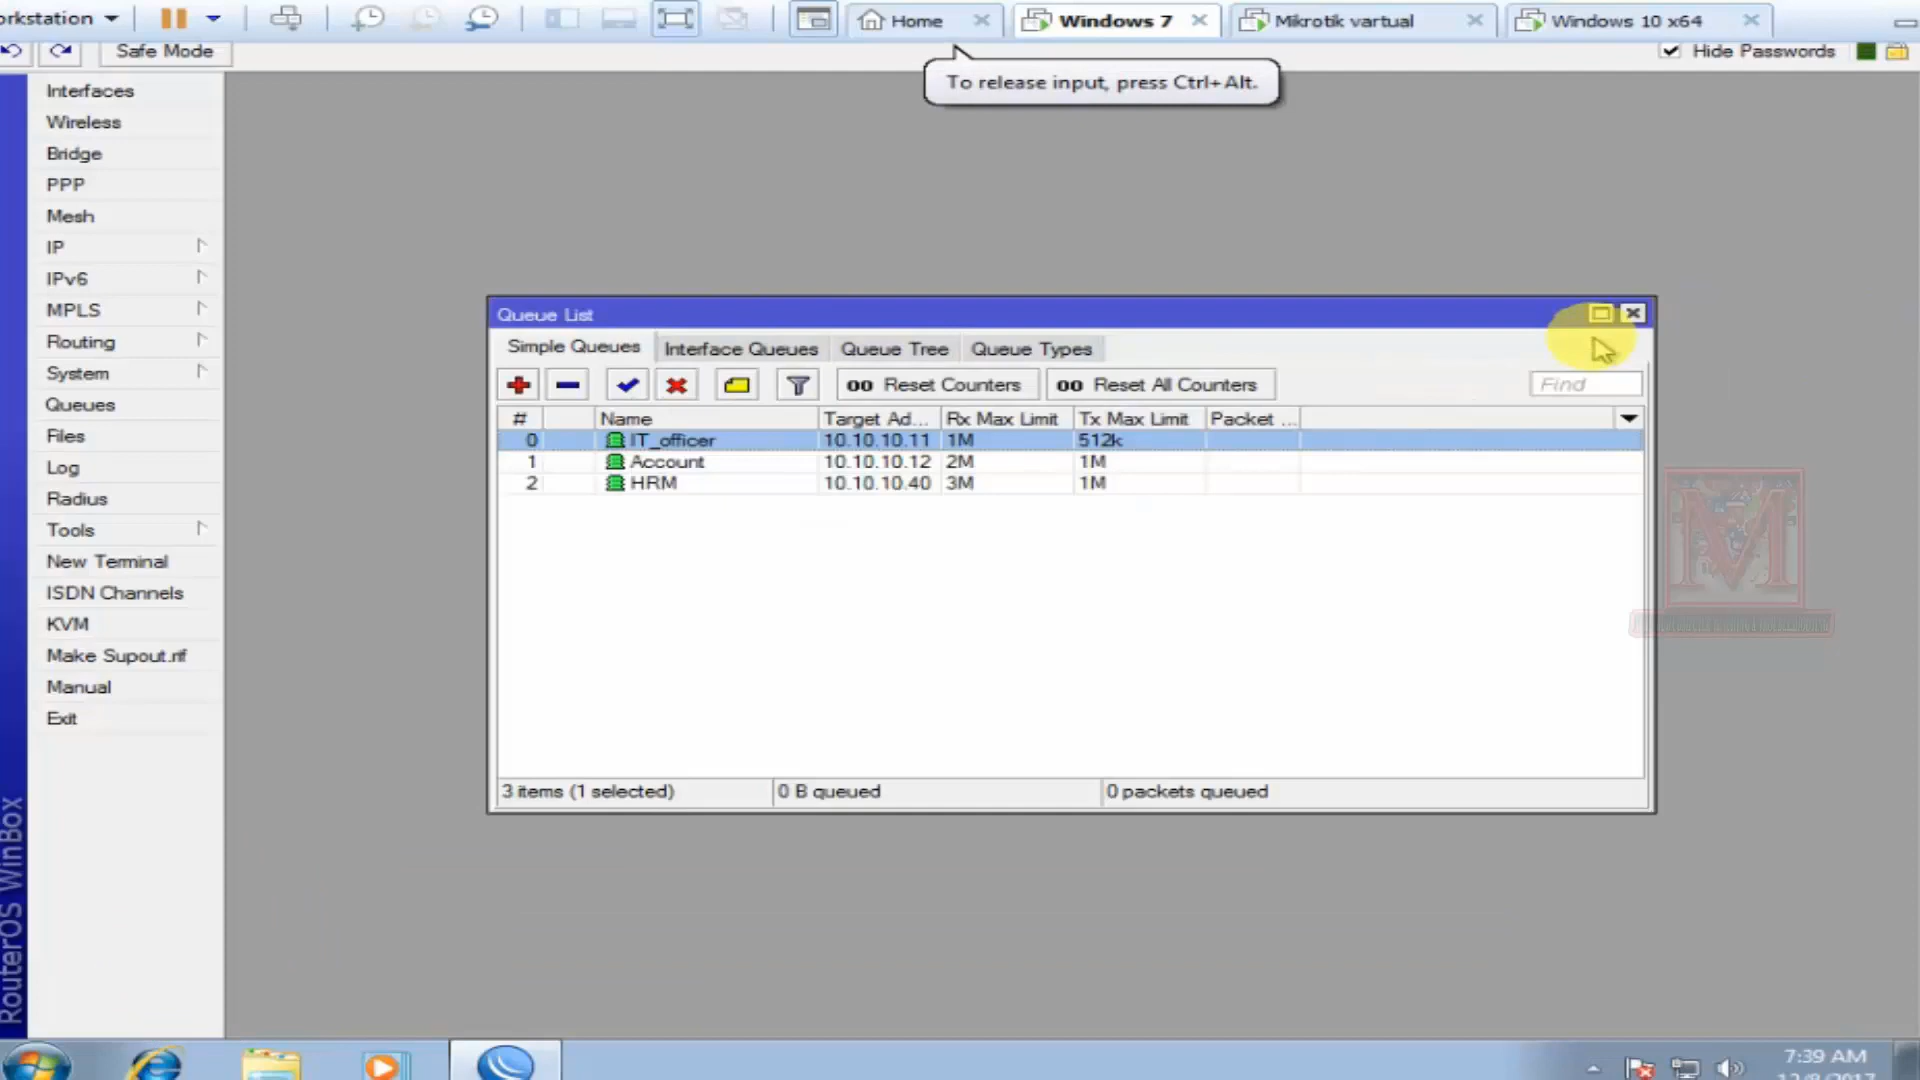 orkstation
Home
Windows 7
Mikrotik vartual
Windows 10 x64
Safe Mode
Hide Passwords
To release input, press Ctrl+Alt.
Interfaces
Wireless
Bridge
PPP
Mesh
IP
IPv6
MPLS
Routing
System
Queues
Files
Log
Radius
Tools
New Terminal
ISDN Channels
KVM
Make Supout.rif
Manual
Exit
RouterOS WinBox
Queue List
Simple Queues Interface Queues Queue Tree Queue Types
00 Reset Counters 00 Reset All Counters Find
# Name Target Ad... Rx Max Limit Tx Max Limit Packet ...
0 IT_officer 10.10.10.11 1M 512k
1 Account 10.10.10.12 2M 1M
2 HRM 10.10.10.40 3M 1M
3 items (1 selected) 0 B queued 0 packets queued
M
7:39 AM
12/8/2017